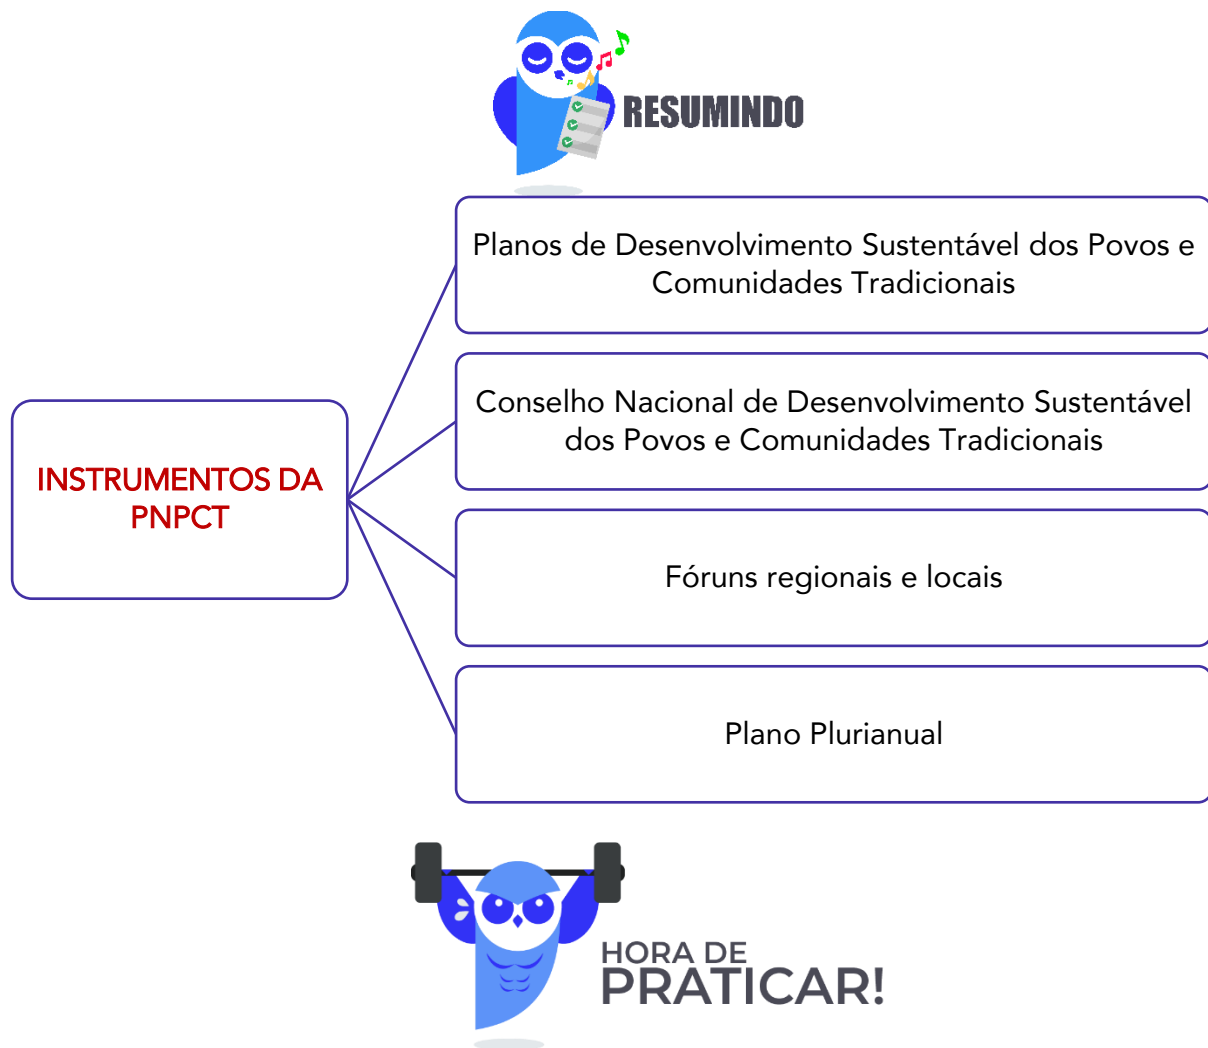 RESUMINDO
Planos de Desenvolvimento Sustentável dos Povos e
Comunidades Tradicionais
Conselho Nacional de Desenvolvimento Sustentável
dos Povos e Comunidades Tradicionais
INSTRUMENTOS DA
PNPCT
Fóruns regionais e locais
Plano Plurianual
HORA DE
PRATICAR!